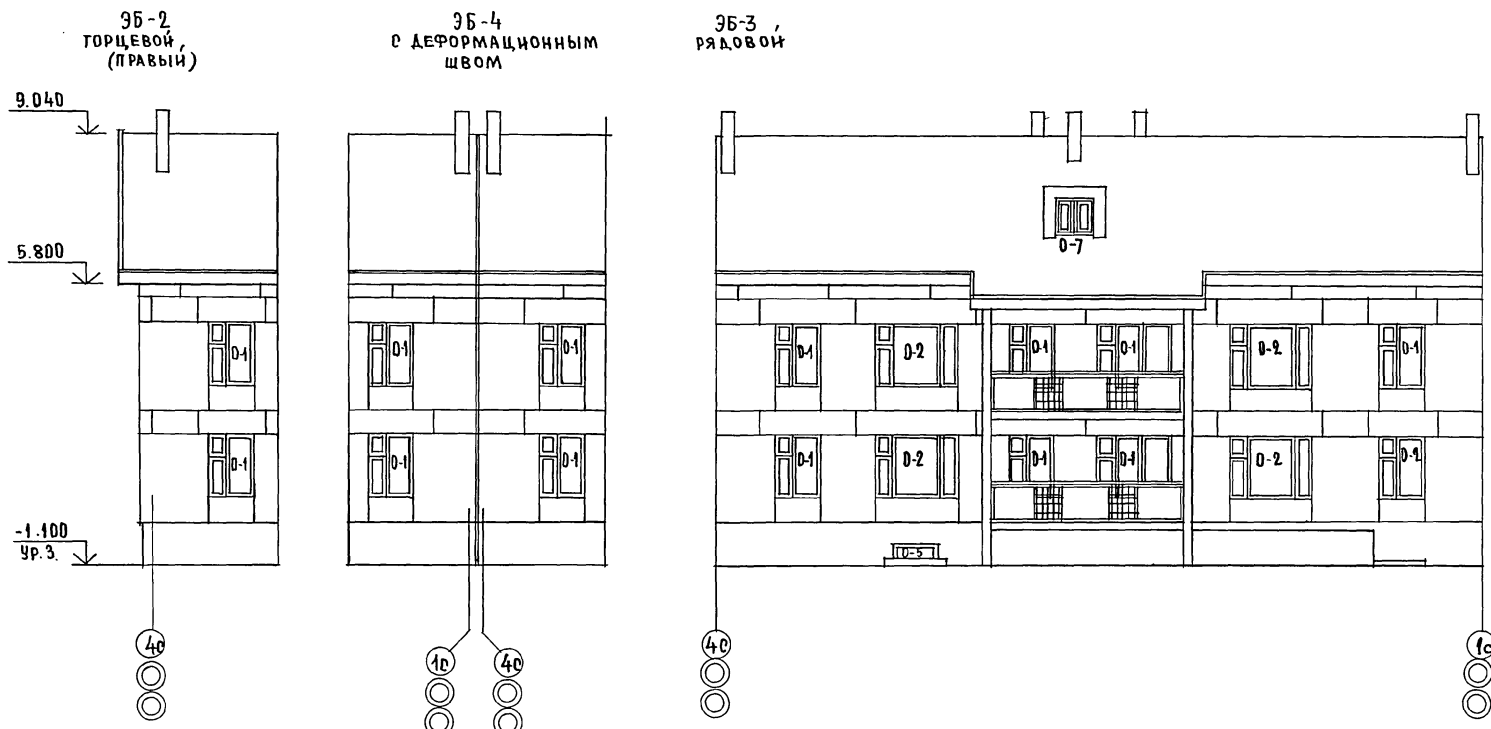 ЭБ-2
ТОРЦЕВОЙ,
(ПРАВЫЙ)
ЭБ-4
С ДЕФОРМАЦИОННЫМ
ШВОМ
ЭБ-3,
РЯДОВОЙ
9.040
5.800
-1.100
УР.З.
О-7
О-1
О-1
О-1
О-1
О-2
О-1
О-1
О-2
О-1
О-1
О-1
О-1
О-1
О-2
О-1
О-1
О-2
О-2
О-5
4с
1с
4с
4с
1с